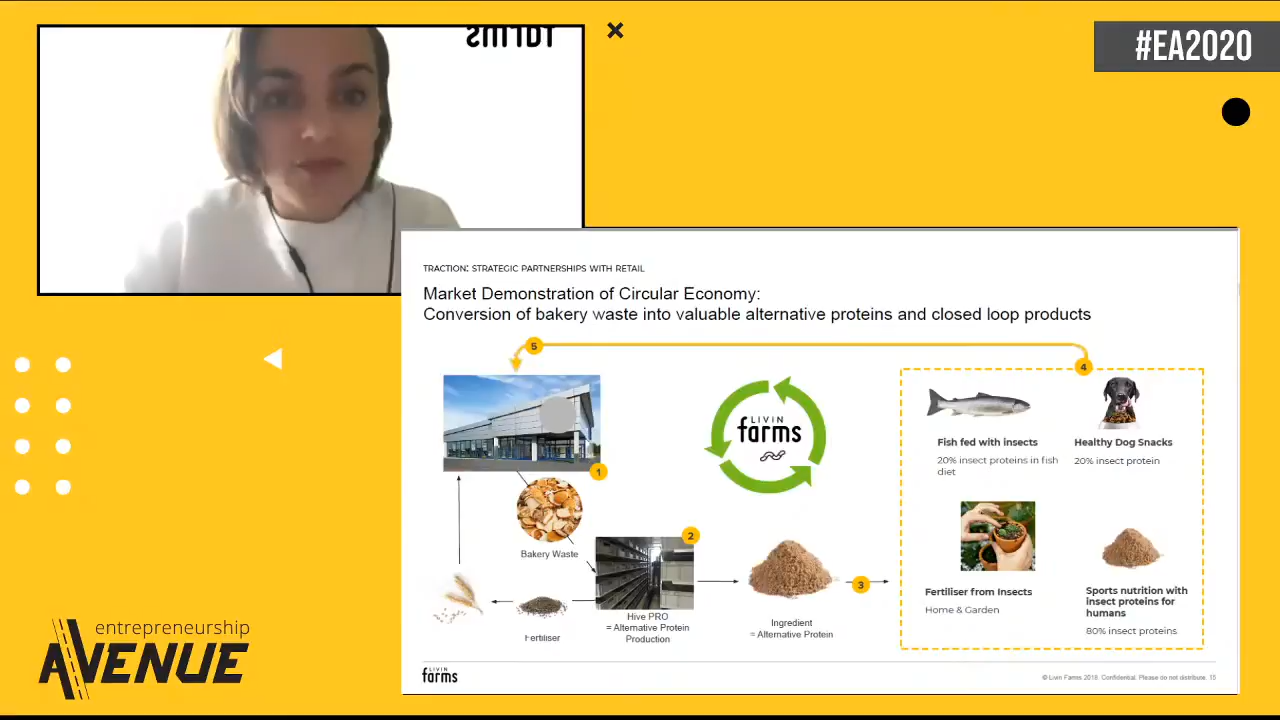 #EA2020
TRACTION: STRATEGIC PARTNERSHIPS WITH RETAIL
Market Demonstration of Circular Economy:
Conversion of bakery waste into valuable alternative proteins and closed loop products
5
4
LIVIN
farms
Fish fed with insects
20% insect proteins in fish
diet
Healthy Dog Snacks
20% insect protein
1
Bakery Waste
2
Hive PRO
= Alternative Protein
Production
Fertiliser
Ingredient
= Alternative Protein
3
Fertiliser from Insects
Home & Garden
Sports nutrition with
insect proteins for
humans
80% insect proteins
LIVIN
farms
© Livin Farms 2018. Confidential. Please do not distribute. 15
entrepreneurship
AVENUE